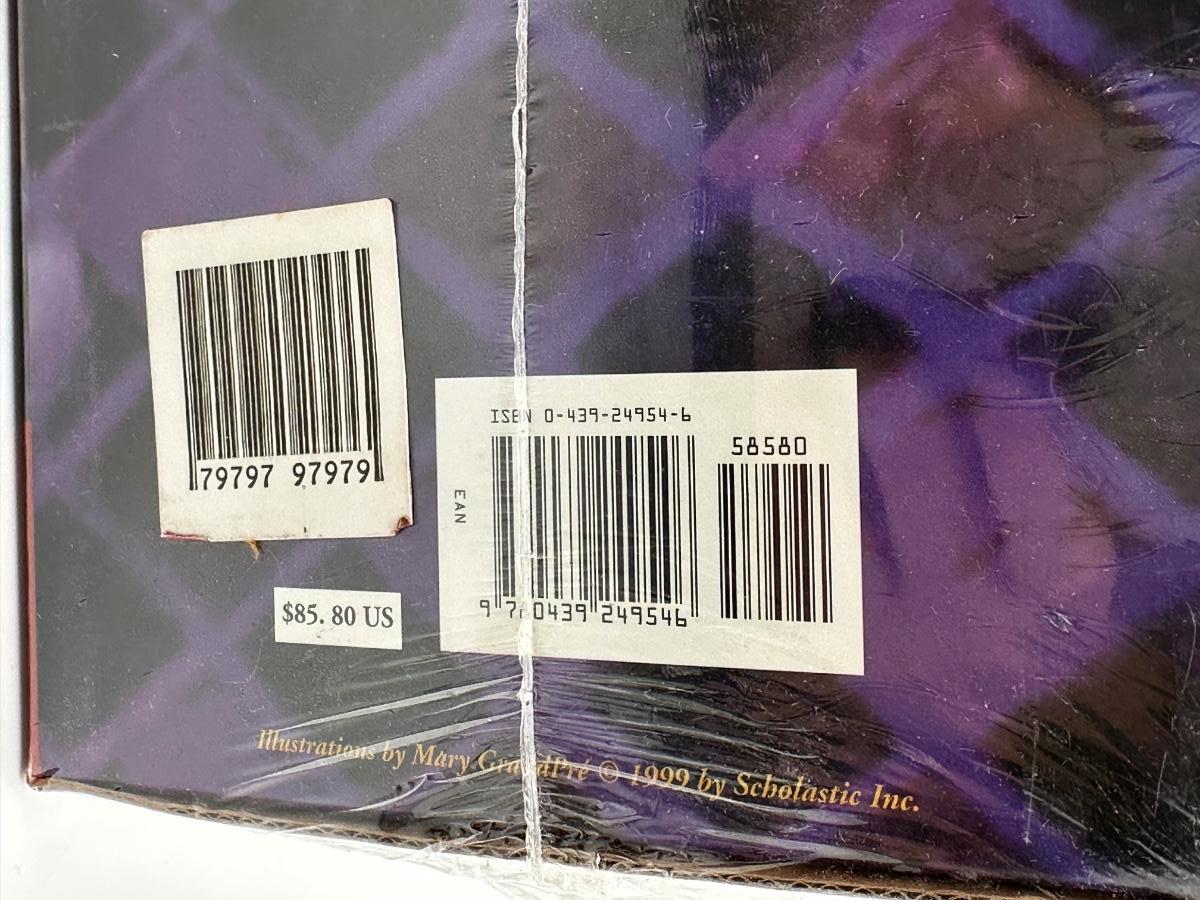 79797 97979
$85. 80 US
ISBN 0-439-24954-6
58580
EAN
9 780439 249546
Illustrations by Mary GrandPré © 1999 by Scholastic Inc.